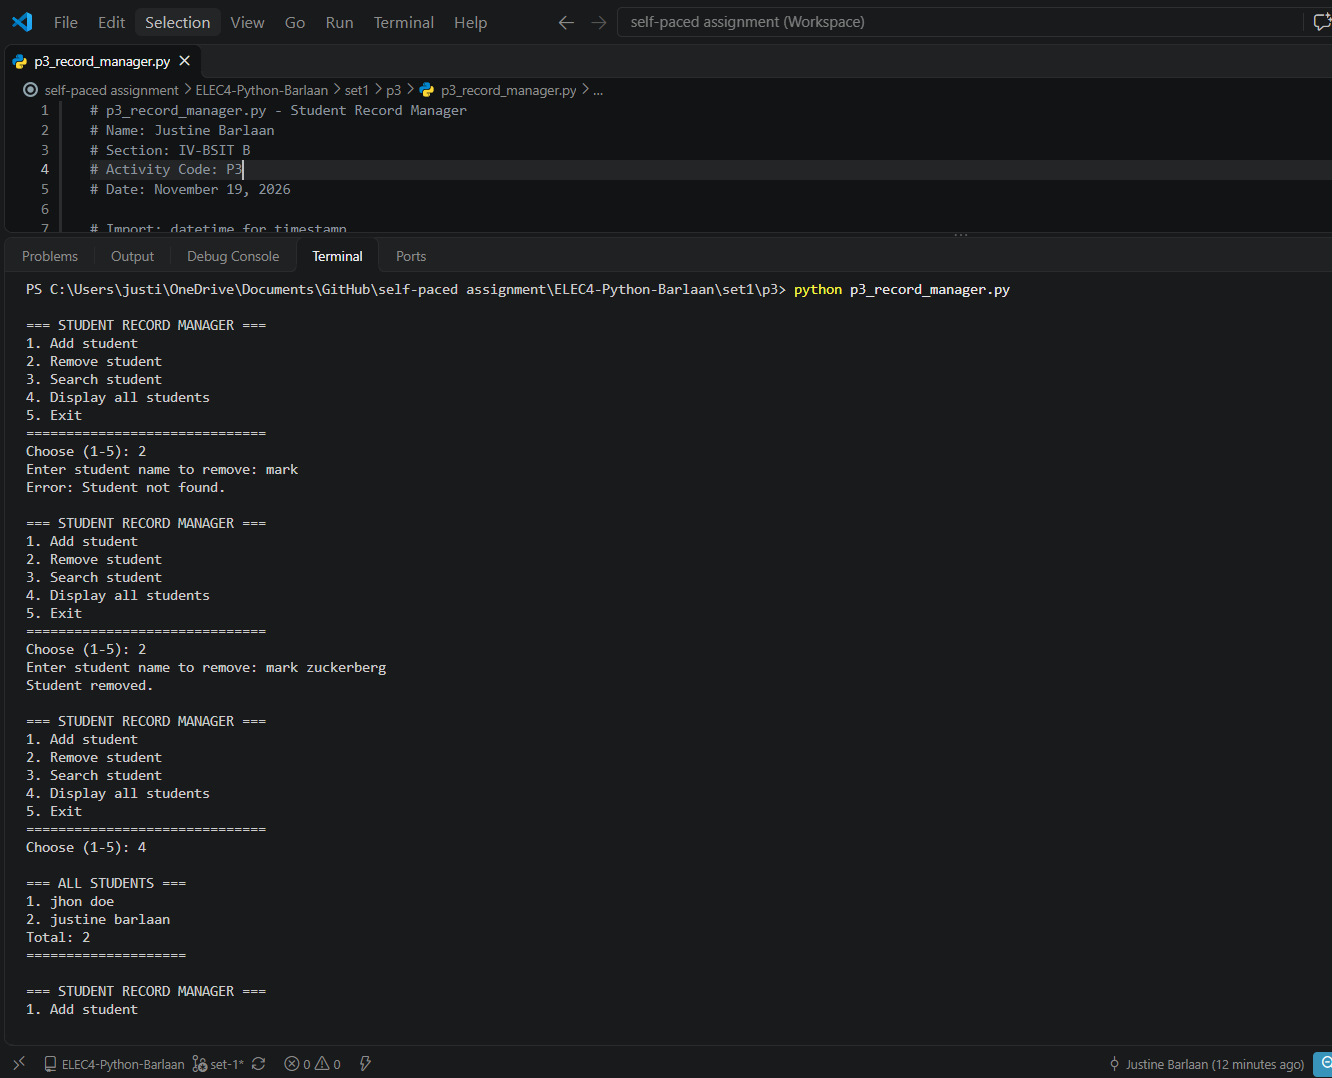 File Edit Selection View Go Run Terminal Help self-paced assignment (Workspace)
p3_record_manager.py
self-paced assignment > ELEC4-Python-Barlaan > set1 > p3 > p3_record_manager.py > ...
1 # p3_record_manager.py - Student Record Manager
2 # Name: Justine Barlaan
3 # Section: IV-BSIT B
4 # Activity Code: P3
5 # Date: November 19, 2026
6
7 # Import: datetime for timestamp
Problems Output Debug Console Terminal Ports
PS C:\Users\justi\OneDrive\Documents\GitHub\self-paced assignment\ELEC4-Python-Barlaan\set1\p3> python p3_record_manager.py
=== STUDENT RECORD MANAGER ===
1. Add student
2. Remove student
3. Search student
4. Display all students
5. Exit
==============================
Choose (1-5): 2
Enter student name to remove: mark
Error: Student not found.
=== STUDENT RECORD MANAGER ===
1. Add student
2. Remove student
3. Search student
4. Display all students
5. Exit
==============================
Choose (1-5): 2
Enter student name to remove: mark zuckerberg
Student removed.
=== STUDENT RECORD MANAGER ===
1. Add student
2. Remove student
3. Search student
4. Display all students
5. Exit
==============================
Choose (1-5): 4
=== ALL STUDENTS ===
1. jhon doe
2. justine barlaan
Total: 2
====================
=== STUDENT RECORD MANAGER ===
1. Add student
ELEC4-Python-Barlaan set-1* 0 0 Justine Barlaan (12 minutes ago)